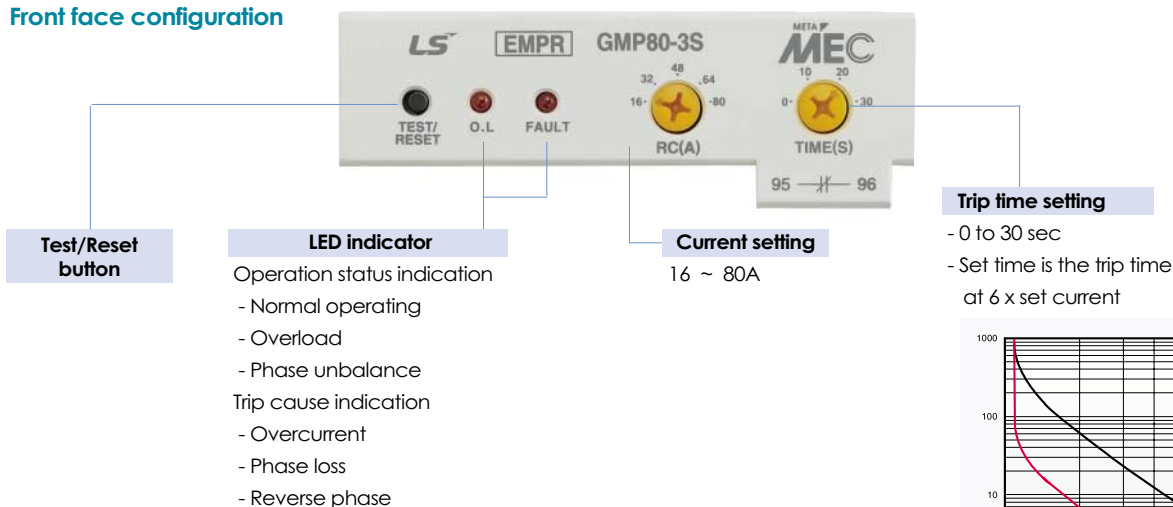 Front face configuration
LS EMPR GMP80-3S META MEC
16 32 48 64 80
0 10 20 30
TEST/
RESET
O.L
FAULT
RC(A)
TIME(S)
95 96
Test/Reset
button
LED indicator
Operation status indication
- Normal operating
- Overload
- Phase unbalance
Trip cause indication
- Overcurrent
- Phase loss
- Reverse phase
Current setting
16 ~ 80A
Trip time setting
- 0 to 30 sec
- Set time is the trip time
at 6 x set current
1000
100
10